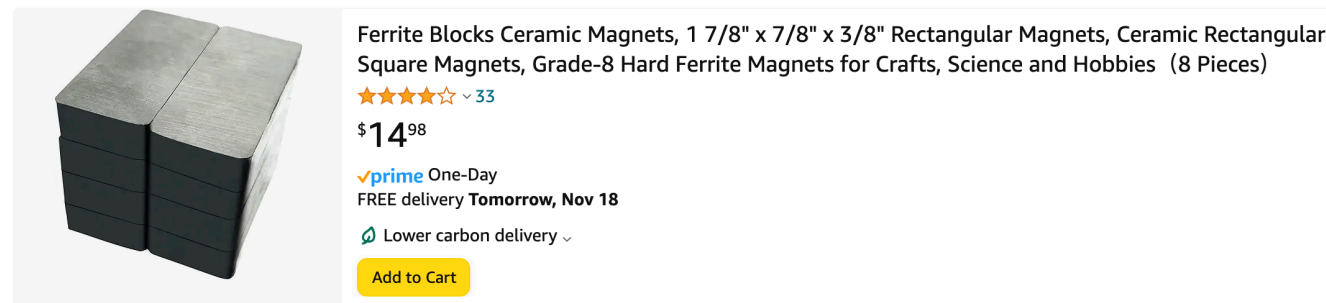 Ferrite Blocks Ceramic Magnets, 1 7/8" x 7/8" x 3/8" Rectangular Magnets, Ceramic Rectangular
Square Magnets, Grade-8 Hard Ferrite Magnets for Crafts, Science and Hobbies（8 Pieces）
33
$14.98
prime One-Day
FREE delivery Tomorrow, Nov 18
Lower carbon delivery
Add to Cart